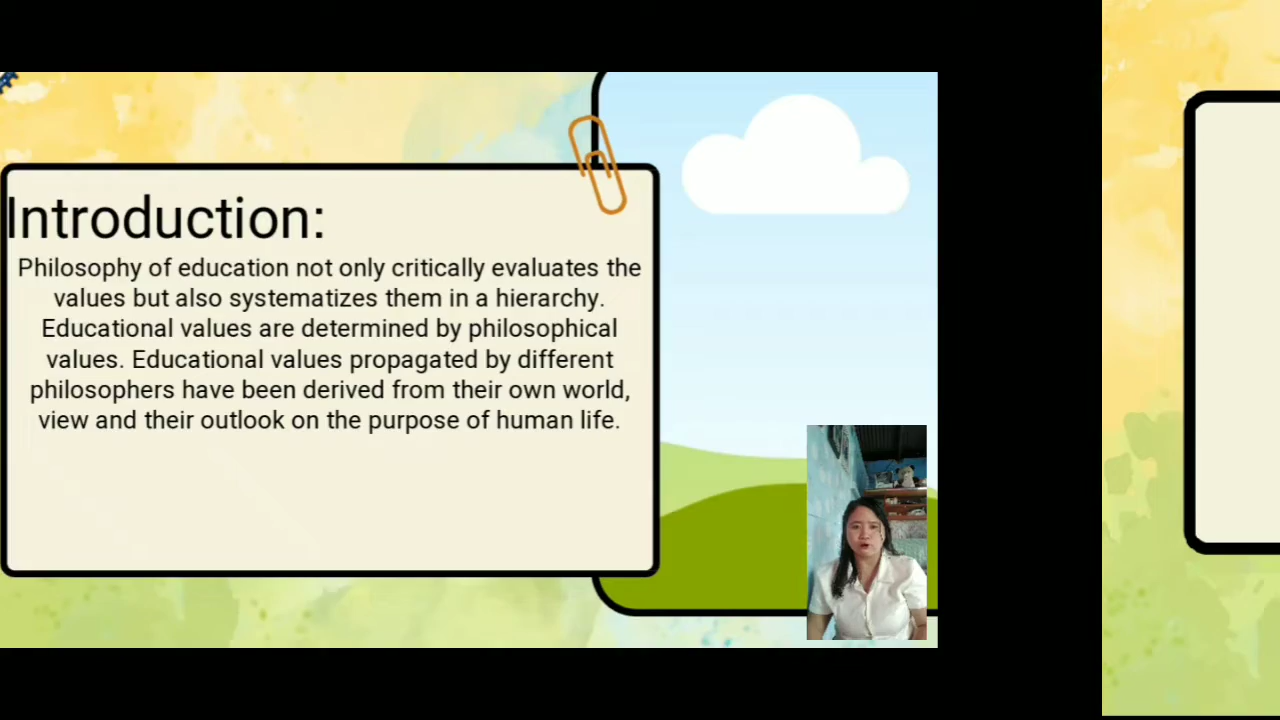 Introduction:
Philosophy of education not only critically evaluates the
values but also systematizes them in a hierarchy.
Educational values are determined by philosophical
values. Educational values propagated by different
philosophers have been derived from their own world,
view and their outlook on the purpose of human life.